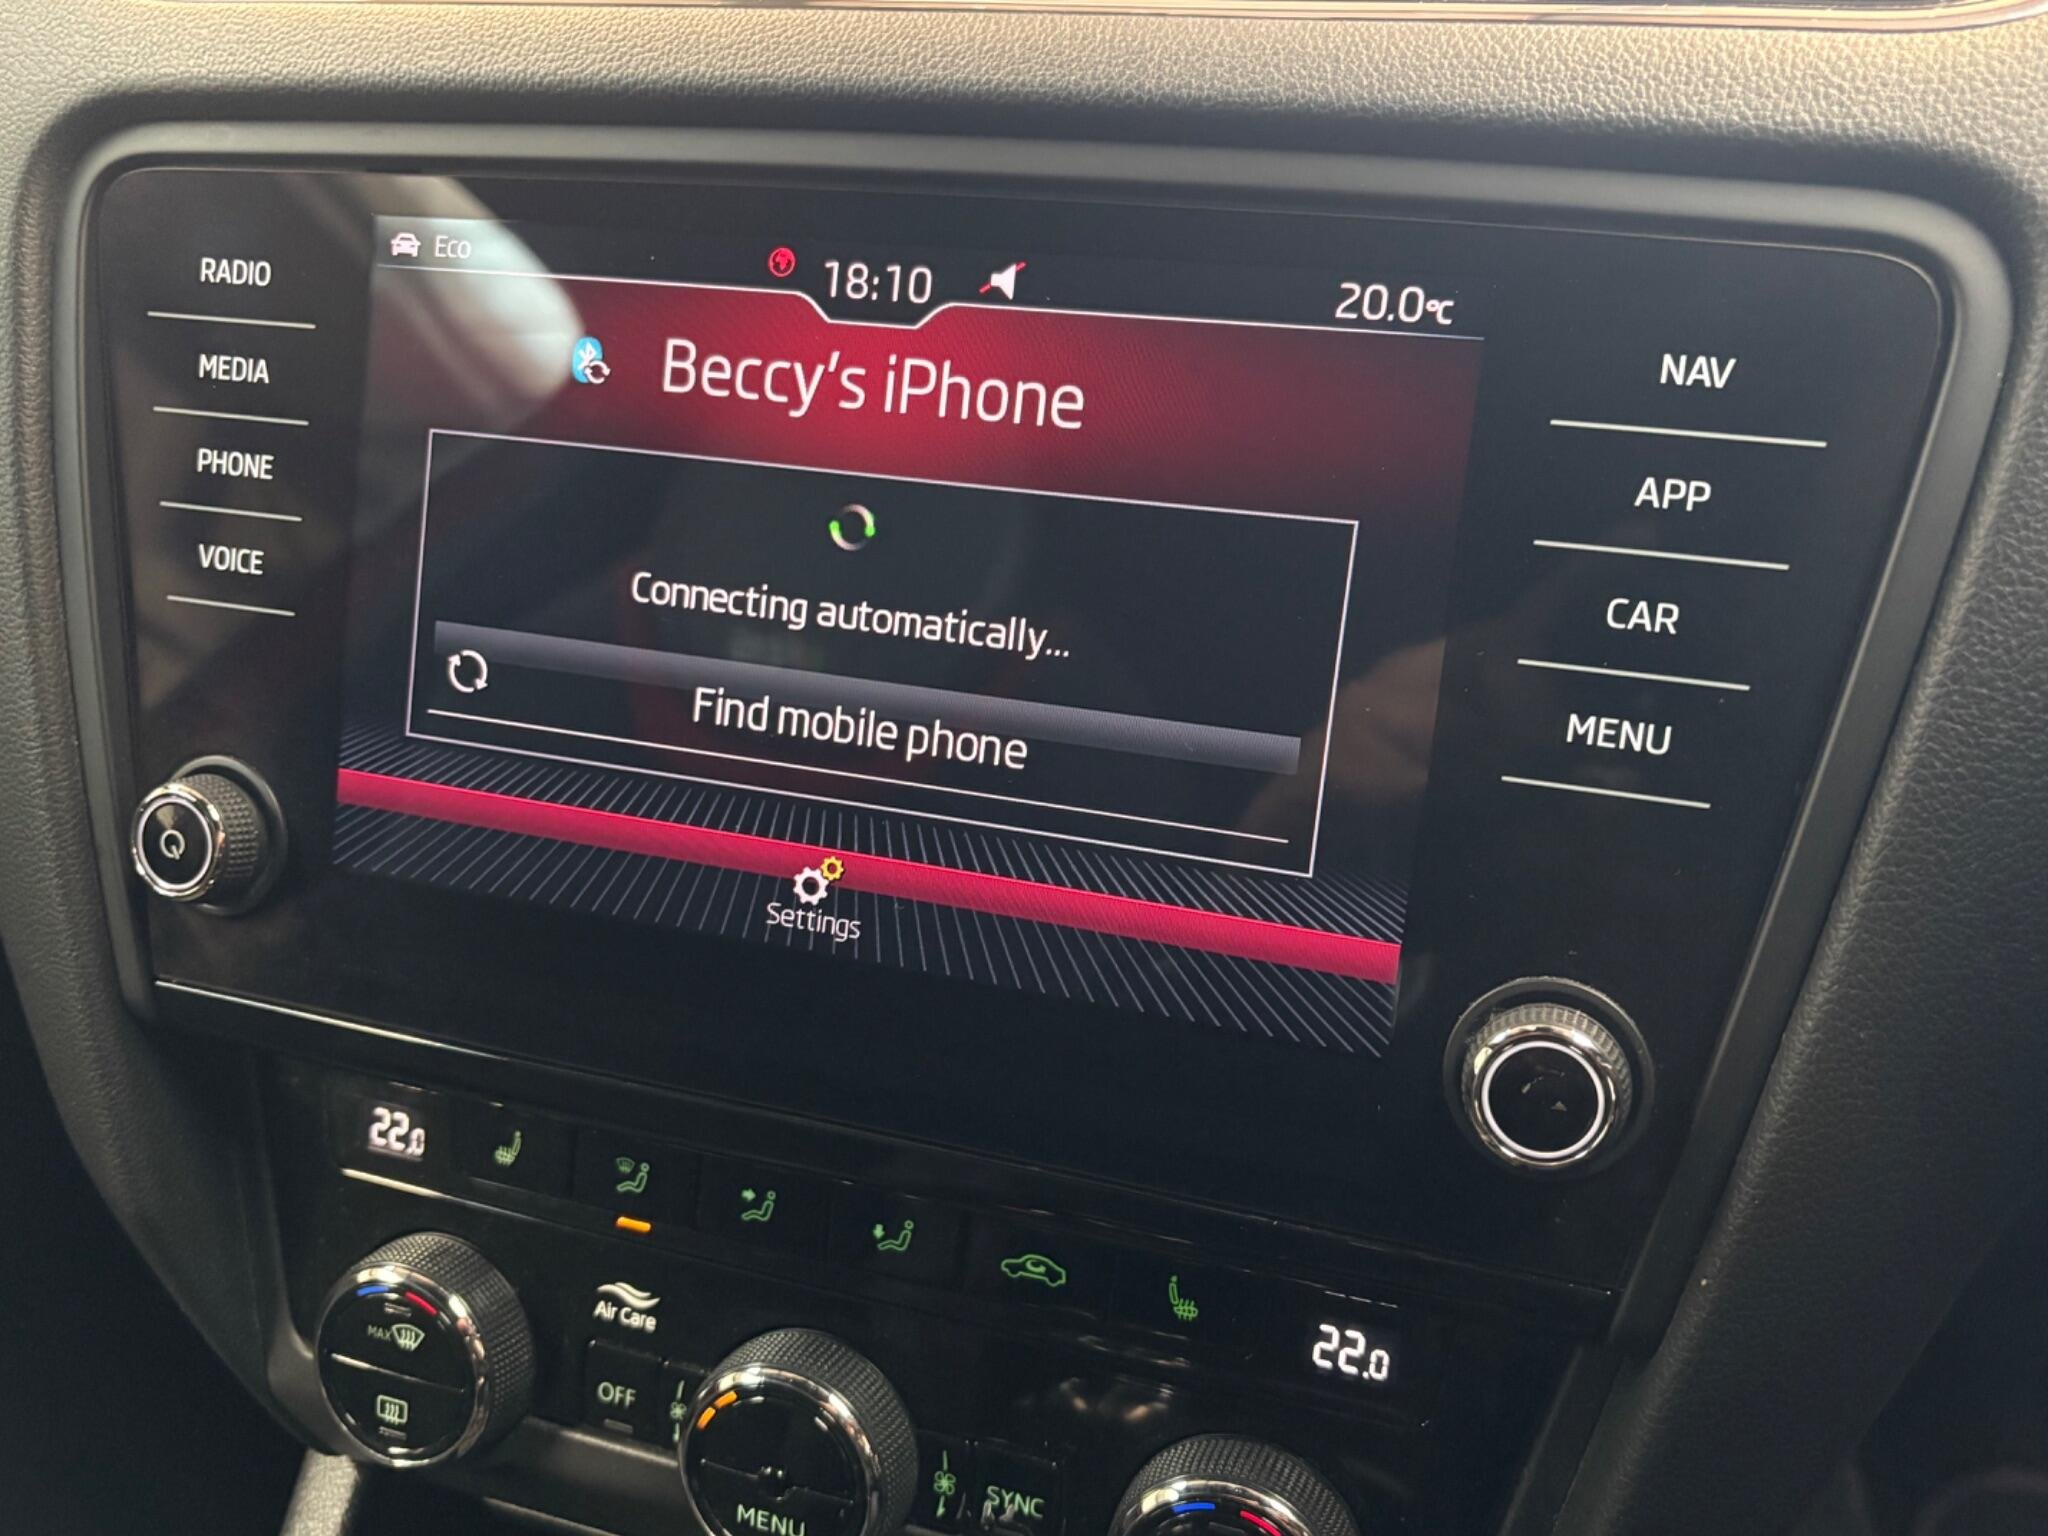 RADIO
MEDIA
PHONE
VOICE
Eco
18:10
20.0°C
Beccy's iPhone
Connecting automatically...
Find mobile phone
Settings
NAV
APP
CAR
MENU
22.0
22.0
MAX
Air Care
OFF
MENU
SYNC